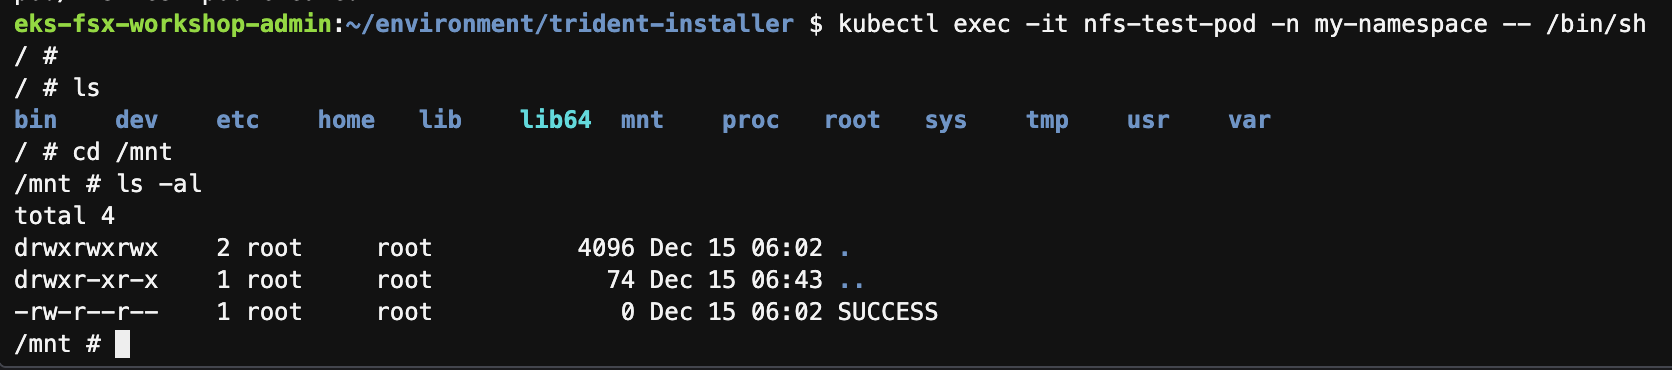 eks-fsx-workshop-admin:~/environment/trident-installer $ kubectl exec -it nfs-test-pod -n my-namespace -- /bin/sh
/ #
/ # ls
bin    dev    etc    home   lib    lib64  mnt    proc   root   sys    tmp    usr    var
/ # cd /mnt
/mnt # ls -al
total 4
drwxrwxrwx    2 root     root          4096 Dec 15 06:02 .
drwxr-xr-x    1 root     root            74 Dec 15 06:43 ..
-rw-r--r--    1 root     root             0 Dec 15 06:02 SUCCESS
/mnt #